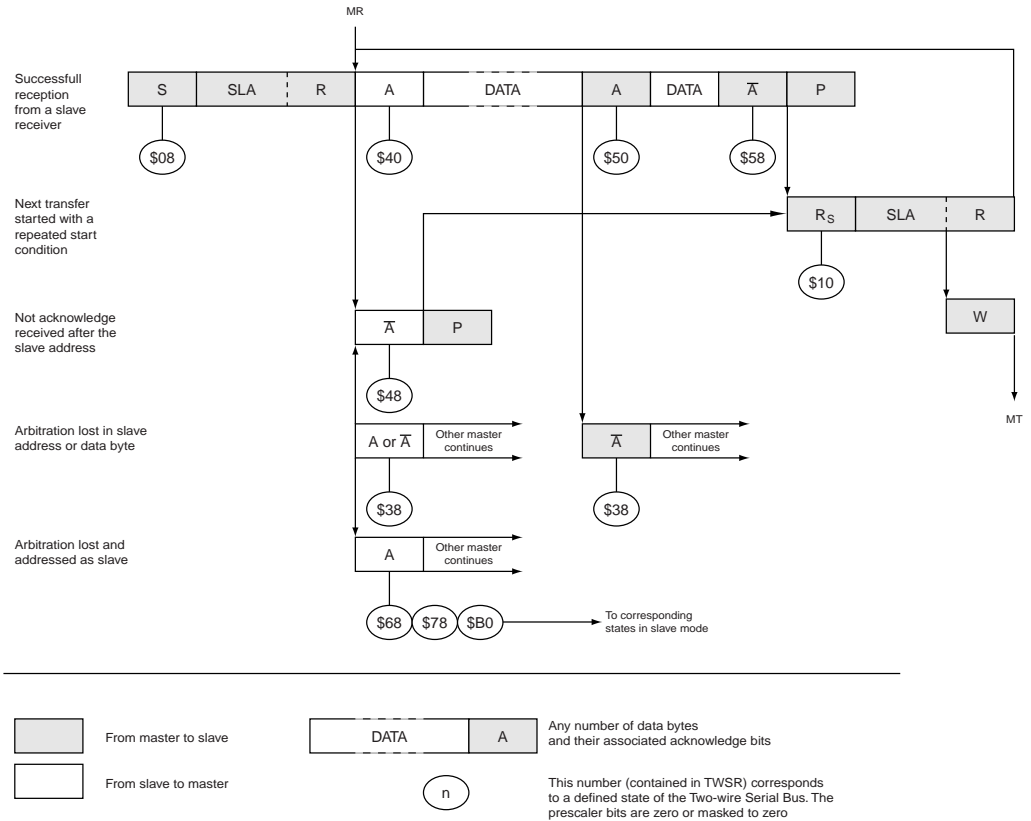 MR
Successfull
reception
from a slave
receiver
S SLA R A DATA A DATA A̅ P
$08 $40 $50 $58
Next transfer
started with a
repeated start
condition
RS SLA R
$10
Not acknowledge
received after the
slave address
A̅ P
W
$48
MT
Arbitration lost in slave
address or data byte
A or A̅ Other master
continues
A̅ Other master
continues
$38 $38
Arbitration lost and
addressed as slave
A Other master
continues
$68 $78 $B0
To corresponding
states in slave mode
From master to slave
DATA A
Any number of data bytes
and their associated acknowledge bits
From slave to master
n
This number (contained in TWSR) corresponds
to a defined state of the Two-wire Serial Bus. The
prescaler bits are zero or masked to zero